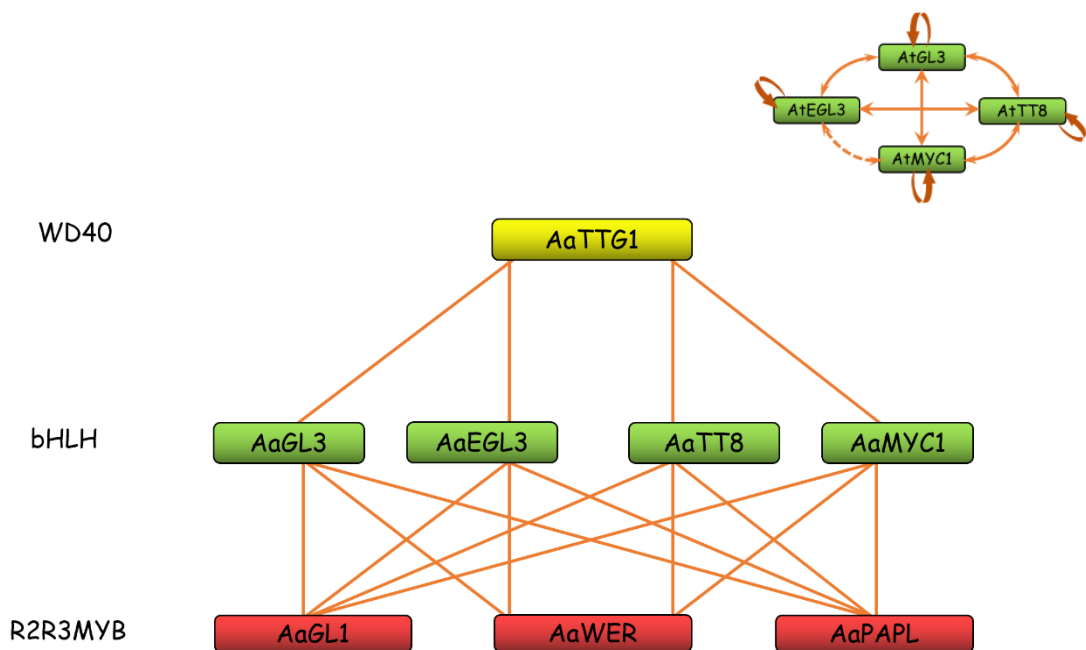 AtGL3
AtEGL3
AtTT8
AtMYC1
WD40
AaTTG1
bHLH
AaGL3
AaEGL3
AaTT8
AaMYC1
R2R3MYB
AaGL1
AaWER
AaPAPL